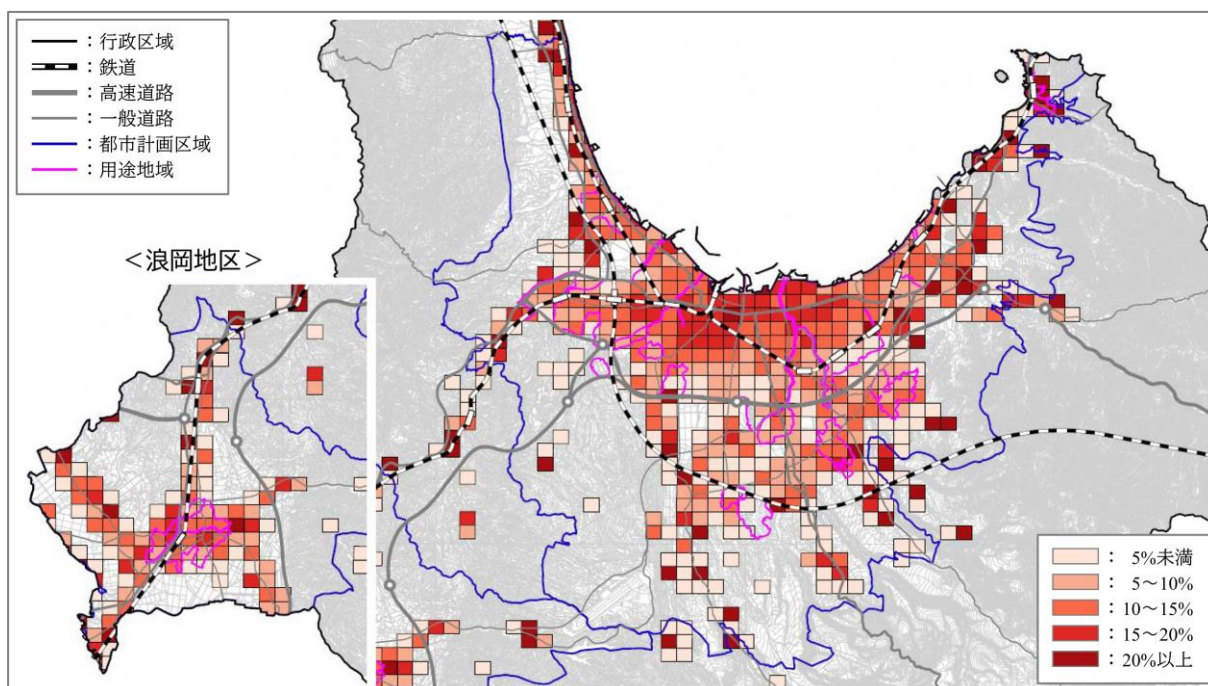 ：行政区域
：鉄道
：高速道路
：一般道路
：都市計画区域
：用途地域
＜浪岡地区＞
： 5%未満
： 5～10%
：10～15%
：15～20%
：20%以上